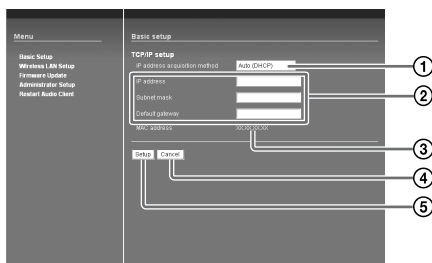 Menu
Basic Setup
Wireless LAN Setup
Firmware Update
Administrator Setup
Restart Audio Client
Basic setup
TCP/IP setup
IP address acquisition method Auto (DHCP)
IP address
Subnet mask
Default gateway
MAC address XXXXXXXX
Setup Cancel
1
2
3
4
5